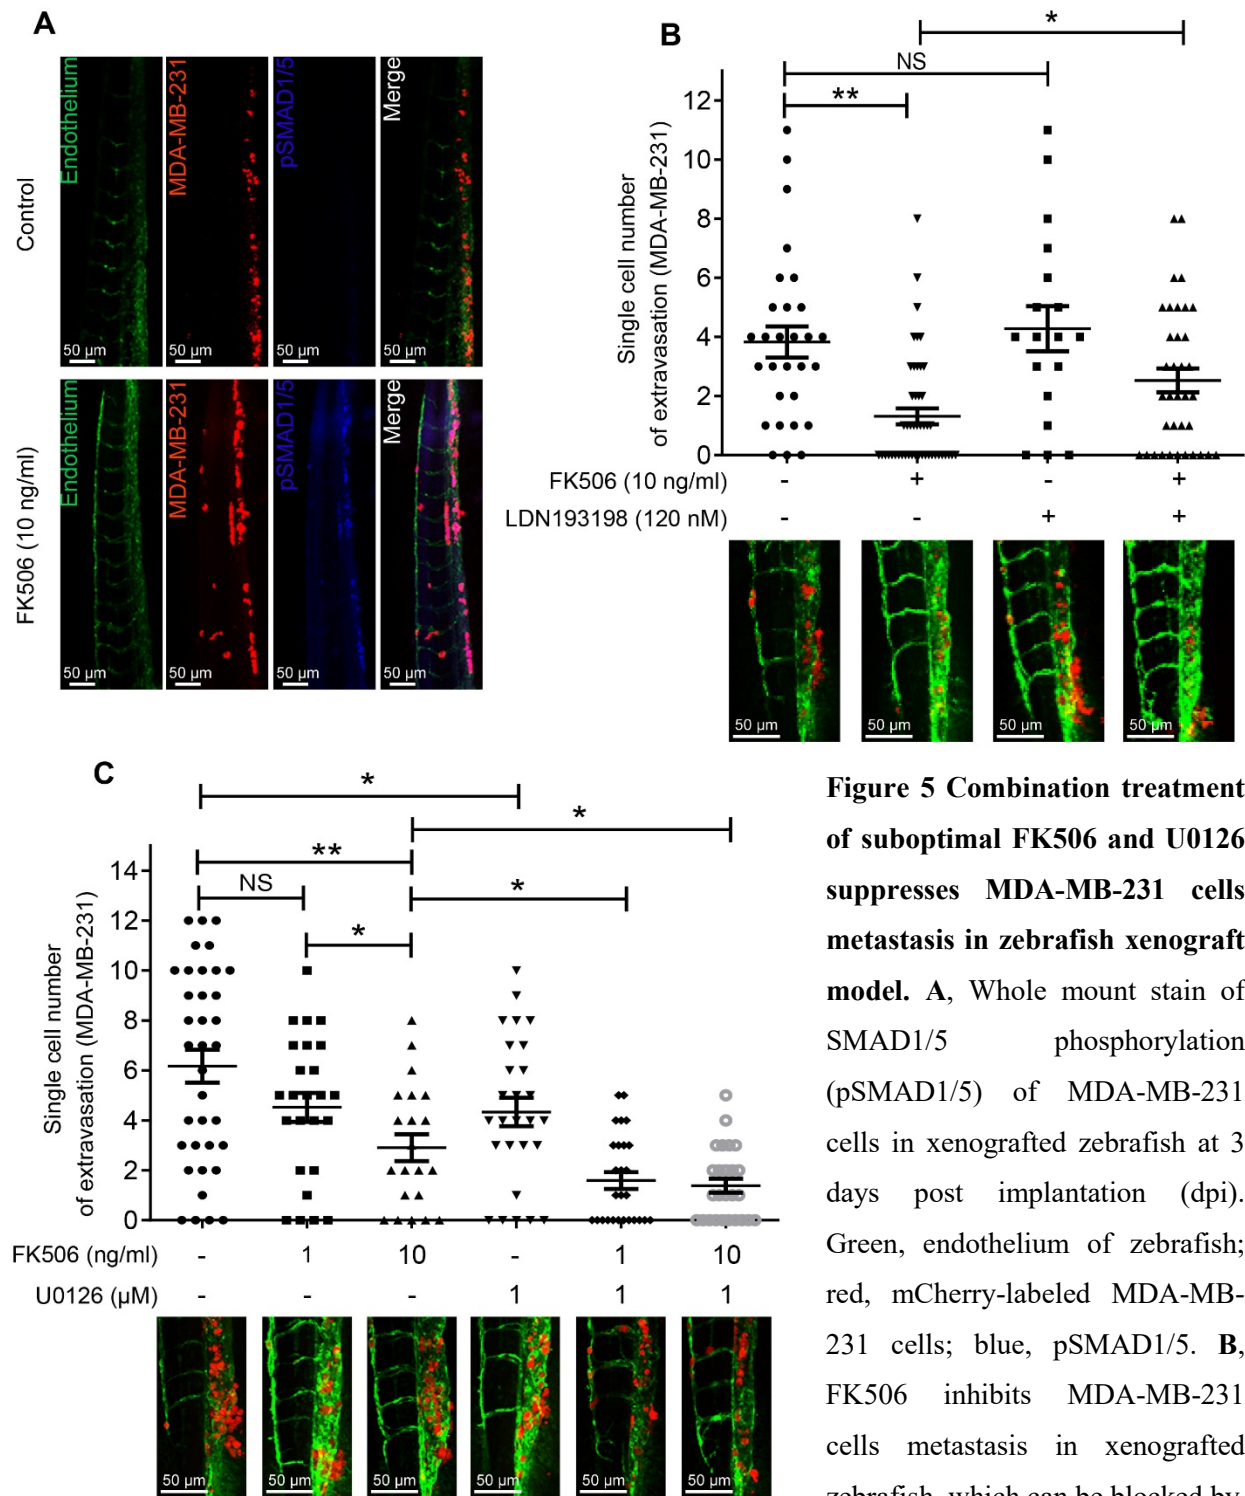 A
Endothelium
MDA-MB-231
pSMAD1/5
Merge
Control
50 µm
50 µm
50 µm
50 µm
Endothelium
MDA-MB-231
pSMAD1/5
Merge
FK506 (10 ng/ml)
50 µm
50 µm
50 µm
50 µm
B
*
NS
**
Single cell number
of extravasation (MDA-MB-231)
12
10
8
6
4
2
0
FK506 (10 ng/ml) - + - +
LDN193198 (120 nM) - - + +
50 µm
50 µm
50 µm
50 µm
C
*
*
**
NS
*
*
Single cell number
of extravasation (MDA-MB-231)
14
12
10
8
6
4
2
0
FK506 (ng/ml) - 1 10 - 1 10
U0126 (µM) - - - 1 1 1
50 µm
50 µm
50 µm
50 µm
50 µm
50 µm
Figure 5 Combination treatment
of suboptimal FK506 and U0126
suppresses MDA-MB-231 cells
metastasis in zebrafish xenograft
model. A, Whole mount stain of
SMAD1/5 phosphorylation
(pSMAD1/5) of MDA-MB-231
cells in xenografted zebrafish at 3
days post implantation (dpi).
Green, endothelium of zebrafish;
red, mCherry-labeled MDA-MB-
231 cells; blue, pSMAD1/5. B,
FK506 inhibits MDA-MB-231
cells metastasis in xenografted
zebrafish, which can be blocked by